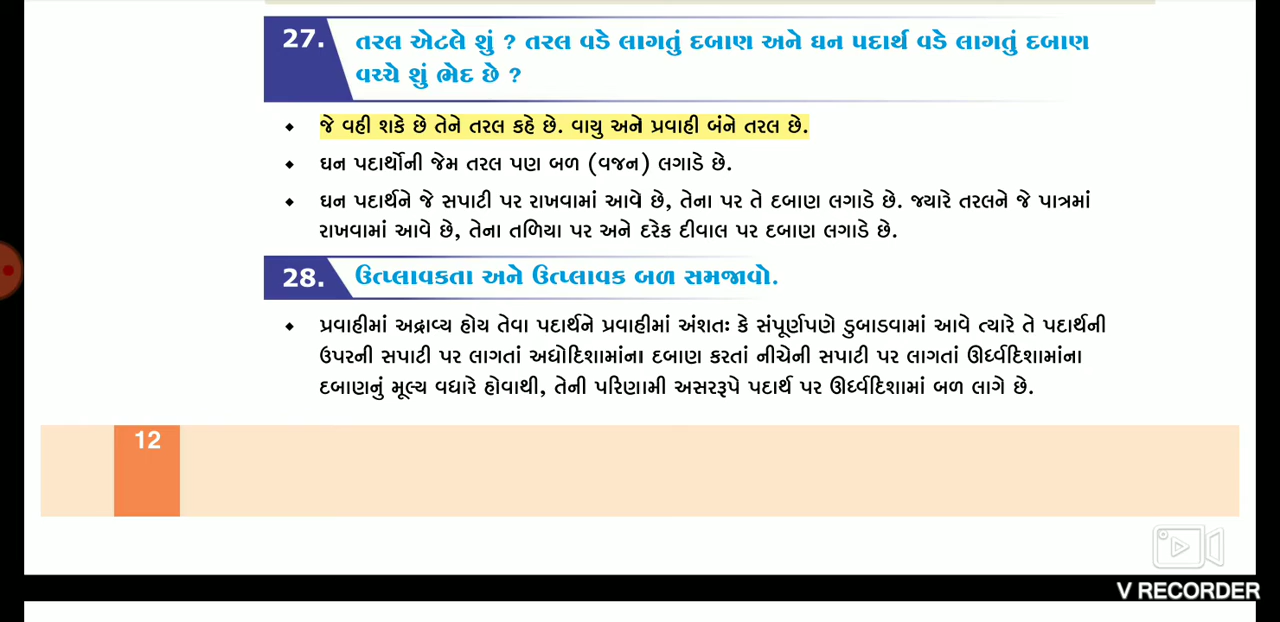 27. તરલ એટલે શું ? તરલ વડે લાગતું દબાણ અને ઘન પદાર્થ વડે લાગતું દબાણ
વચ્ચે શું ભેદ છે ?
◆ જે વહી શકે છે તેને તરલ કહે છે. વાયુ અને પ્રવાહી બંને તરલ છે.
◆ ઘન પદાર્થોની જેમ તરલ પણ બળ (વજન) લગાડે છે.
◆ ઘન પદાર્થને જે સપાટી પર રાખવામાં આવે છે, તેના પર તે દબાણ લગાડે છે. જ્યારે તરલને જે પાત્રમાં
રાખવામાં આવે છે, તેના તળિયા પર અને દરેક દીવાલ પર દબાણ લગાડે છે.
28. ઉત્પ્લાવકતા અને ઉત્પ્લાવક બળ સમજાવો.
◆ પ્રવાહીમાં અદ્રાવ્ય હોય તેવા પદાર્થને પ્રવાહીમાં અંશતઃ કે સંપૂર્ણપણે ડુબાડવામાં આવે ત્યારે તે પદાર્થની
ઉપરની સપાટી પર લાગતાં અધોદિશામાંના દબાણ કરતાં નીચેની સપાટી પર લાગતાં ઊર્ધ્વદિશામાંના
દબાણનું મૂલ્ય વધારે હોવાથી, તેની પરિણામી અસરરૂપે પદાર્થ પર ઊર્ધ્વદિશામાં બળ લાગે છે.
12
V RECORDER